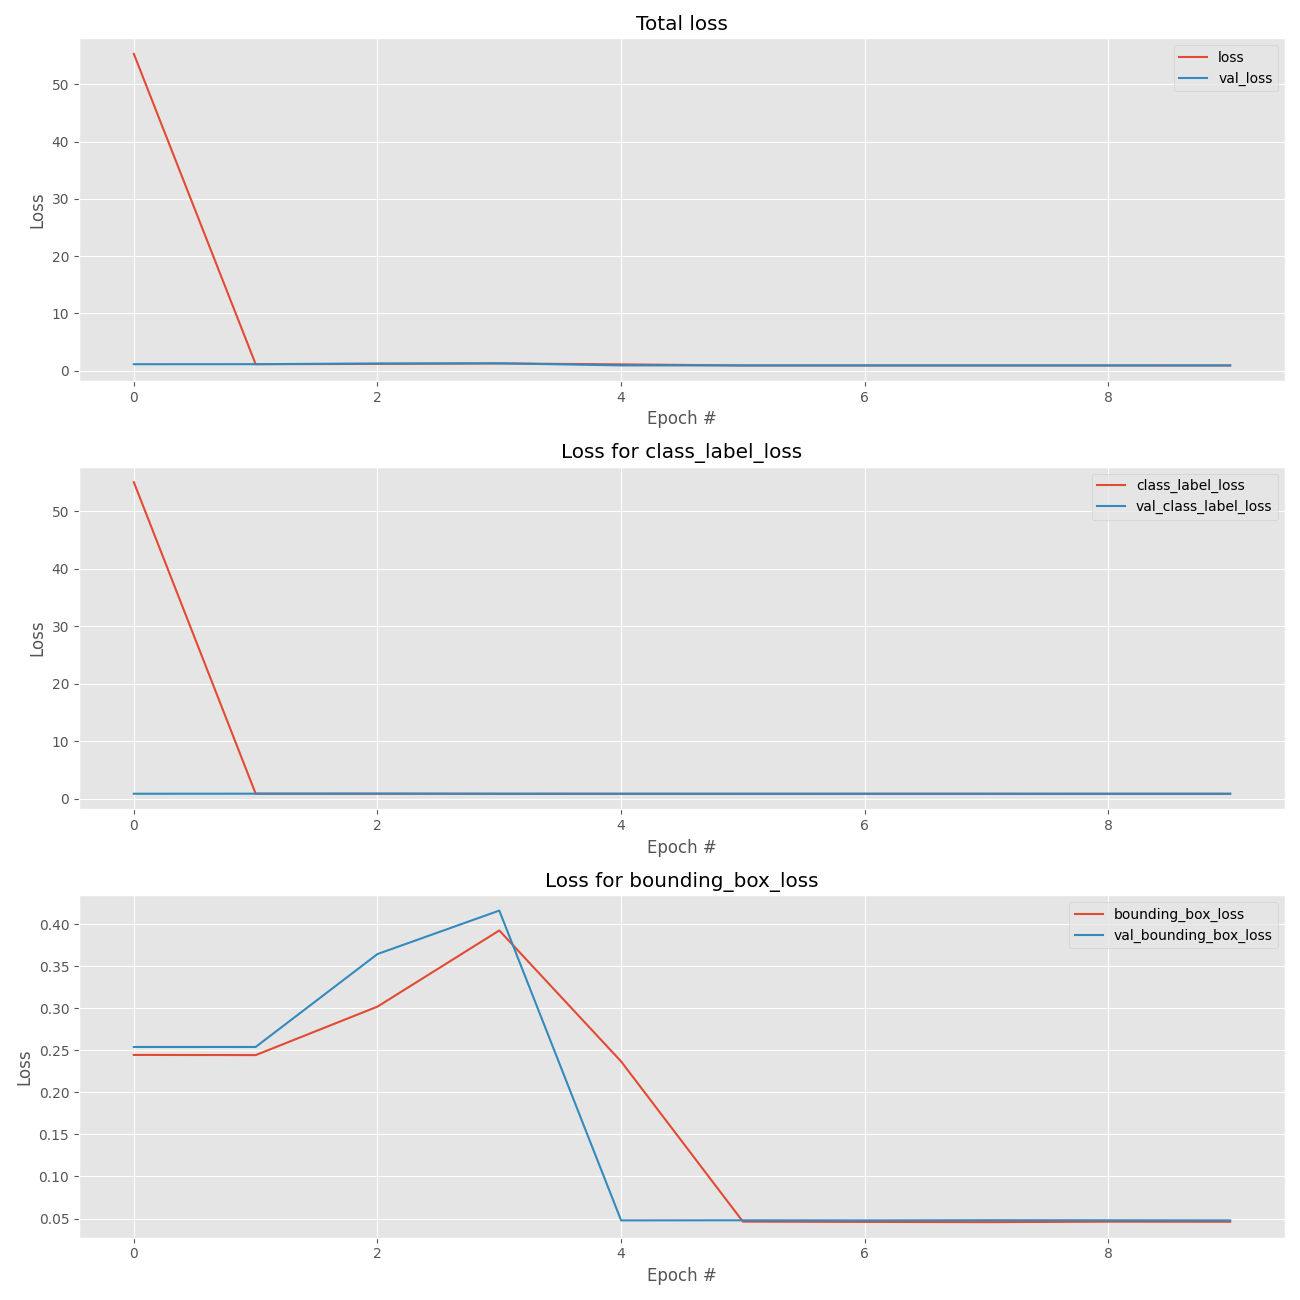 Total loss
loss
val_loss
50
40
30
20
10
0
Loss
0 2 4 6 8
Epoch #
Loss for class_label_loss
class_label_loss
val_class_label_loss
50
40
30
20
10
0
Loss
0 2 4 6 8
Epoch #
Loss for bounding_box_loss
bounding_box_loss
val_bounding_box_loss
0.40
0.35
0.30
0.25
0.20
0.15
0.10
0.05
Loss
0 2 4 6 8
Epoch #